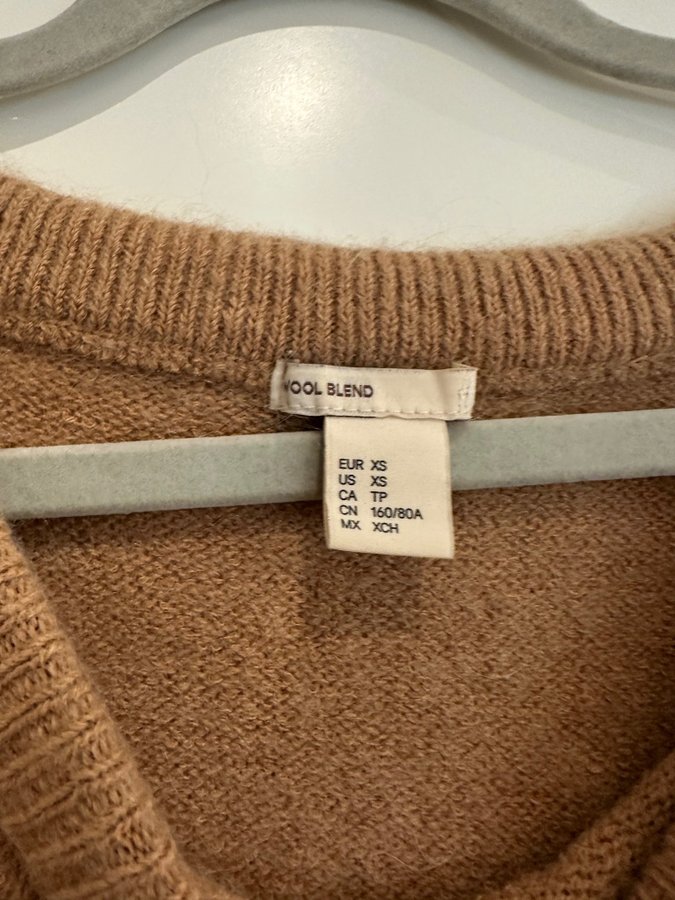 WOOL BLEND
EUR XS
US XS
CA TP
CN 160/80A
MX XCH